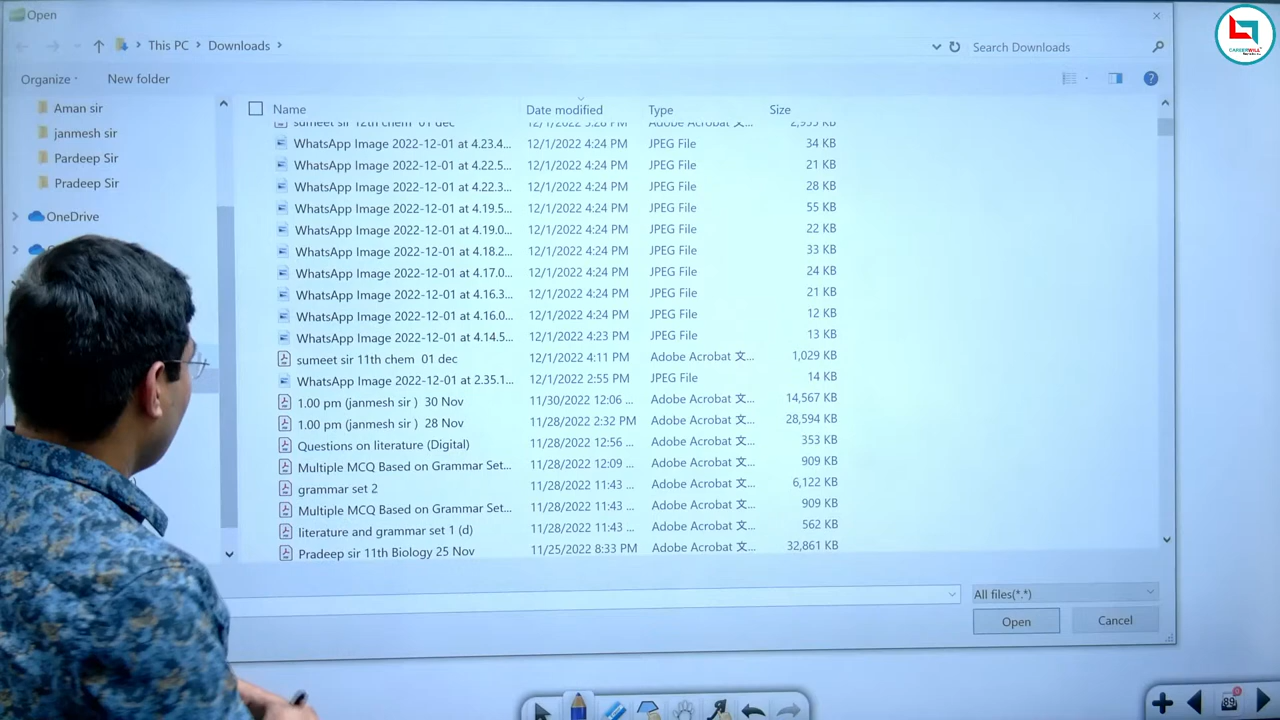 Open
This PC > Downloads >
Search Downloads
Organize
New folder
Aman sir
janmesh sir
Pardeep Sir
Pradeep Sir
OneDrive
Name Date modified Type Size
sumeet sir 12th chem 01 dec 12/1/2022 5:28 PM Adobe Acrobat 文...
WhatsApp Image 2022-12-01 at 4.23.4... 12/1/2022 4:24 PM JPEG File 34 KB
WhatsApp Image 2022-12-01 at 4.22.5... 12/1/2022 4:24 PM JPEG File 21 KB
WhatsApp Image 2022-12-01 at 4.22.3... 12/1/2022 4:24 PM JPEG File 28 KB
WhatsApp Image 2022-12-01 at 4.19.5... 12/1/2022 4:24 PM JPEG File 55 KB
WhatsApp Image 2022-12-01 at 4.19.0... 12/1/2022 4:24 PM JPEG File 22 KB
WhatsApp Image 2022-12-01 at 4.18.2... 12/1/2022 4:24 PM JPEG File 33 KB
WhatsApp Image 2022-12-01 at 4.17.0... 12/1/2022 4:24 PM JPEG File 24 KB
WhatsApp Image 2022-12-01 at 4.16.3... 12/1/2022 4:24 PM JPEG File 21 KB
WhatsApp Image 2022-12-01 at 4.16.0... 12/1/2022 4:24 PM JPEG File 12 KB
WhatsApp Image 2022-12-01 at 4.14.5... 12/1/2022 4:23 PM JPEG File 13 KB
sumeet sir 11th chem 01 dec 12/1/2022 4:11 PM Adobe Acrobat 文... 1,029 KB
WhatsApp Image 2022-12-01 at 2.35.1... 12/1/2022 2:55 PM JPEG File 14 KB
1.00 pm (janmesh sir ) 30 Nov 11/30/2022 12:06 ... Adobe Acrobat 文... 14,567 KB
1.00 pm (janmesh sir ) 28 Nov 11/28/2022 2:32 PM Adobe Acrobat 文... 28,594 KB
Questions on literature (Digital) 11/28/2022 12:56 ... Adobe Acrobat 文... 353 KB
Multiple MCQ Based on Grammar Set... 11/28/2022 12:09 ... Adobe Acrobat 文... 909 KB
grammar set 2 11/28/2022 11:43 ... Adobe Acrobat 文... 6,122 KB
Multiple MCQ Based on Grammar Set... 11/28/2022 11:43 ... Adobe Acrobat 文... 909 KB
literature and grammar set 1 (d) 11/28/2022 11:43 ... Adobe Acrobat 文... 562 KB
Pradeep sir 11th Biology 25 Nov 11/25/2022 8:33 PM Adobe Acrobat 文... 32,861 KB
All files(*.*)
Open
Cancel
CAREERWILL
89